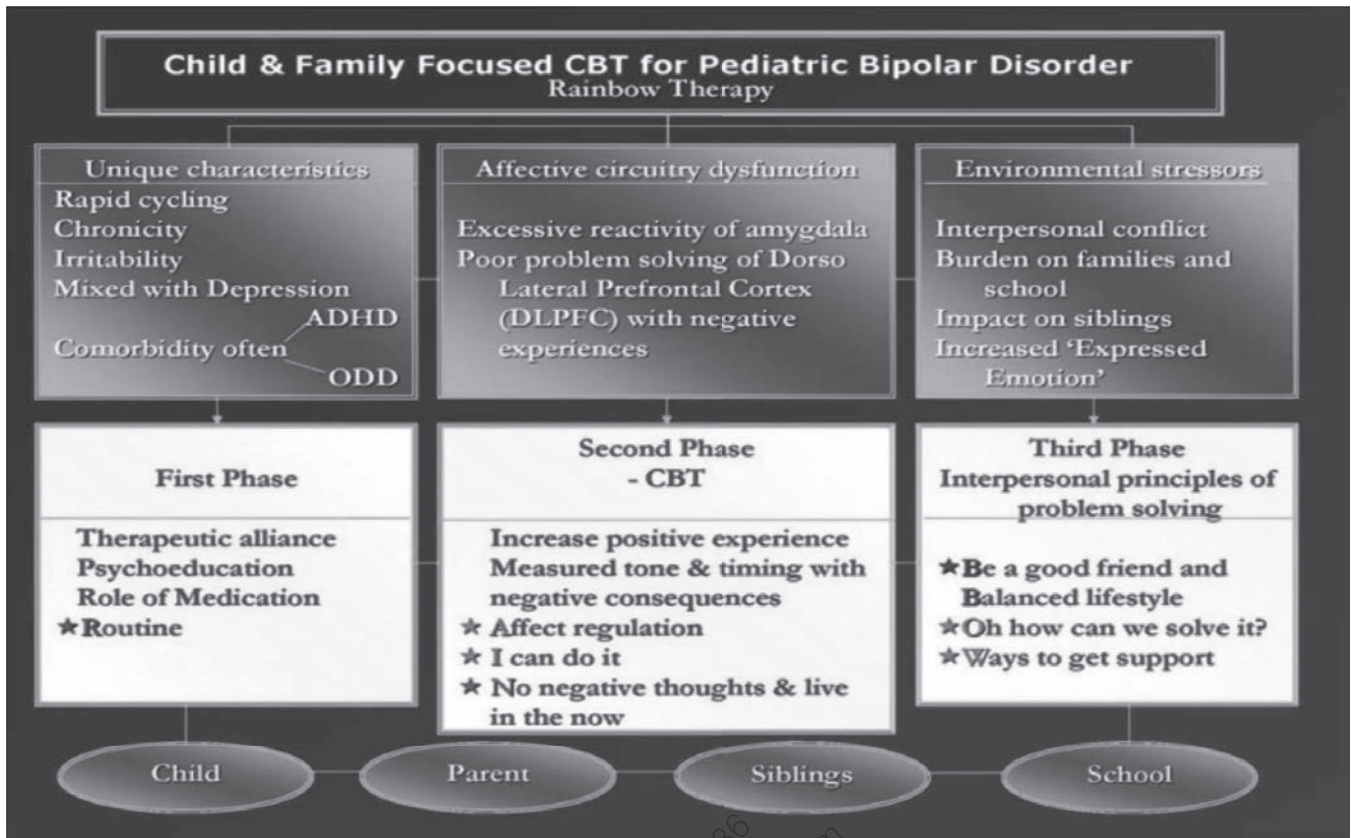 Child & Family Focused CBT for Pediatric Bipolar Disorder
Rainbow Therapy
Unique characteristics
Rapid cycling
Chronicity
Irritability
Mixed with Depression
ADHD
Comorbidity often
ODD
Affective circuitry dysfunction
Excessive reactivity of amygdala
Poor problem solving of Dorso
Lateral Prefrontal Cortex
(DLPFC) with negative
experiences
Environmental stressors
Interpersonal conflict
Burden on families and
school
Impact on siblings
Increased ‘Expressed
Emotion’
First Phase
Therapeutic alliance
Psychoeducation
Role of Medication
★Routine
Second Phase
- CBT
Increase positive experience
Measured tone & timing with
negative consequences
★ Affect regulation
★ I can do it
★ No negative thoughts & live
in the now
Third Phase
Interpersonal principles of
problem solving
★Be a good friend and
Balanced lifestyle
★Oh how can we solve it?
★Ways to get support
Child
Parent
Siblings
School